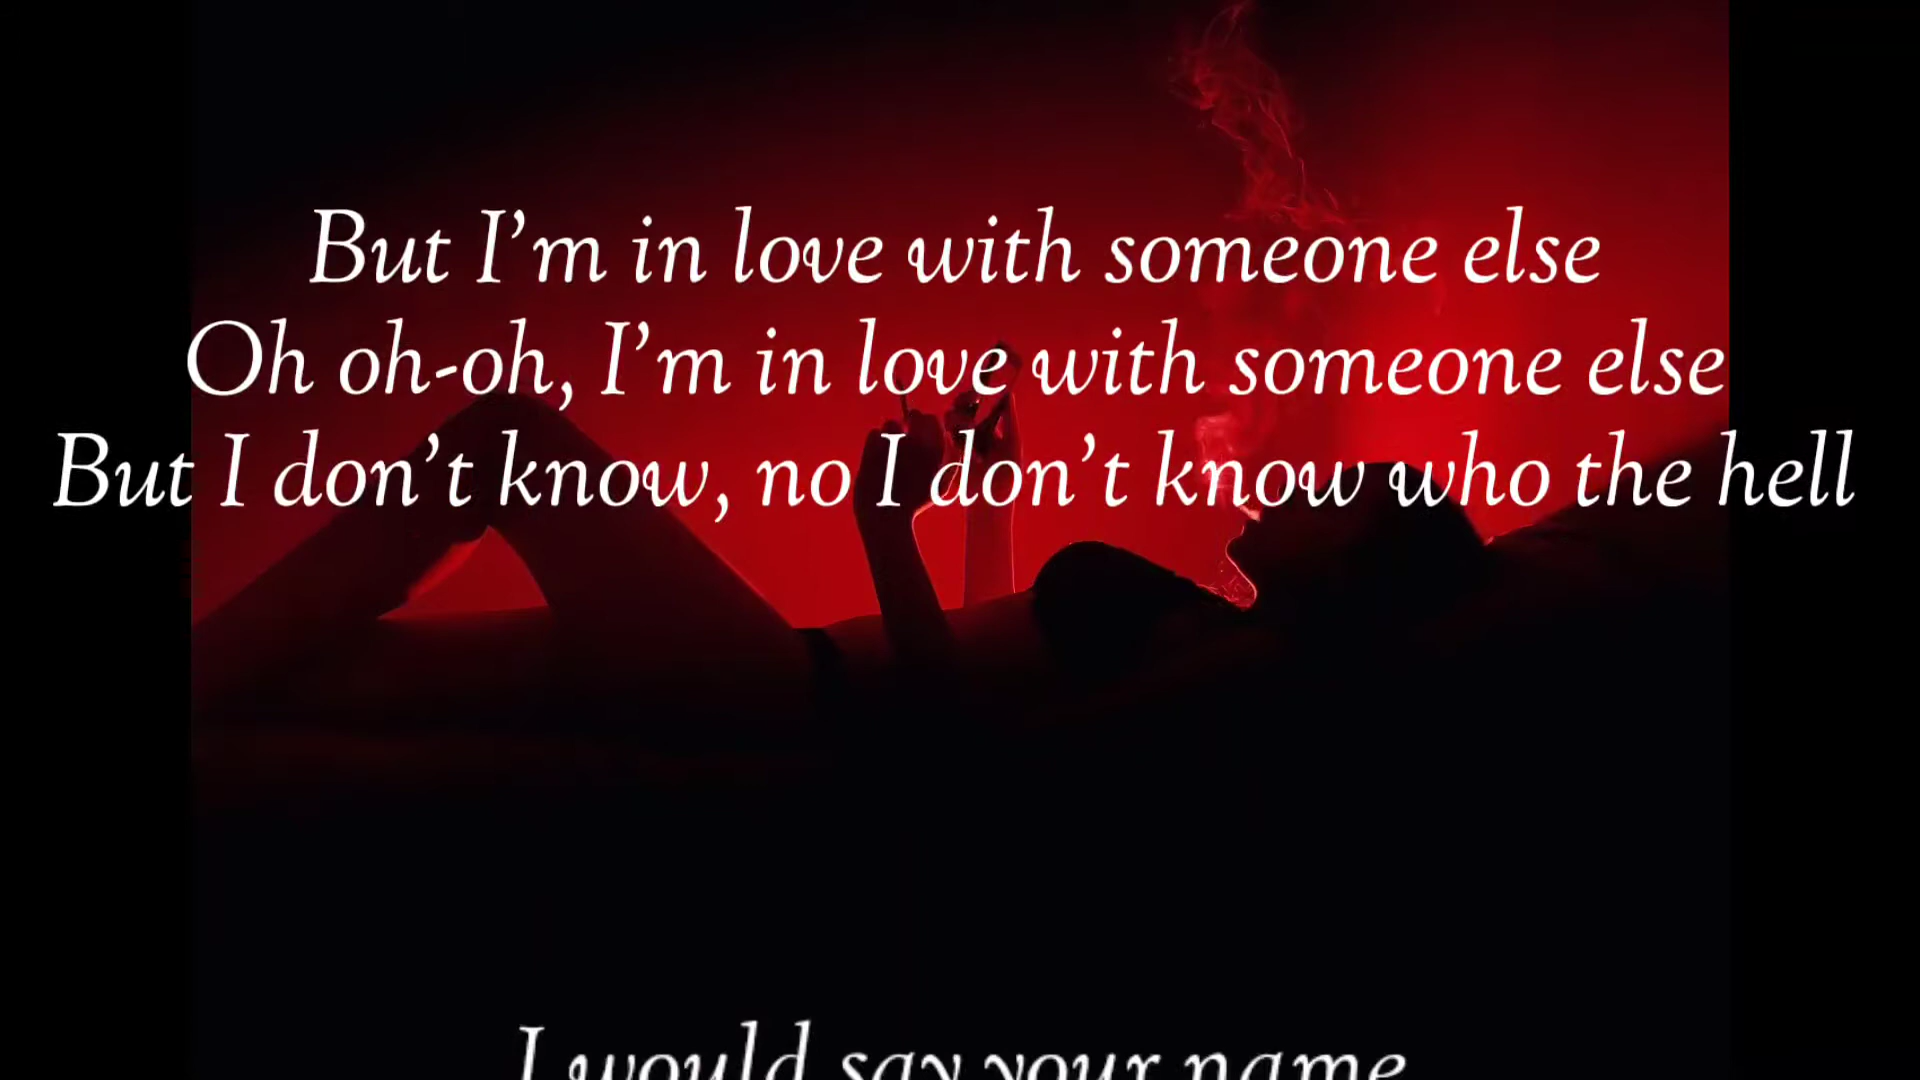 But I’m in love with someone else
Oh oh-oh, I’m in love with someone else
But I don’t know, no I don’t know who the hell
I would say your name